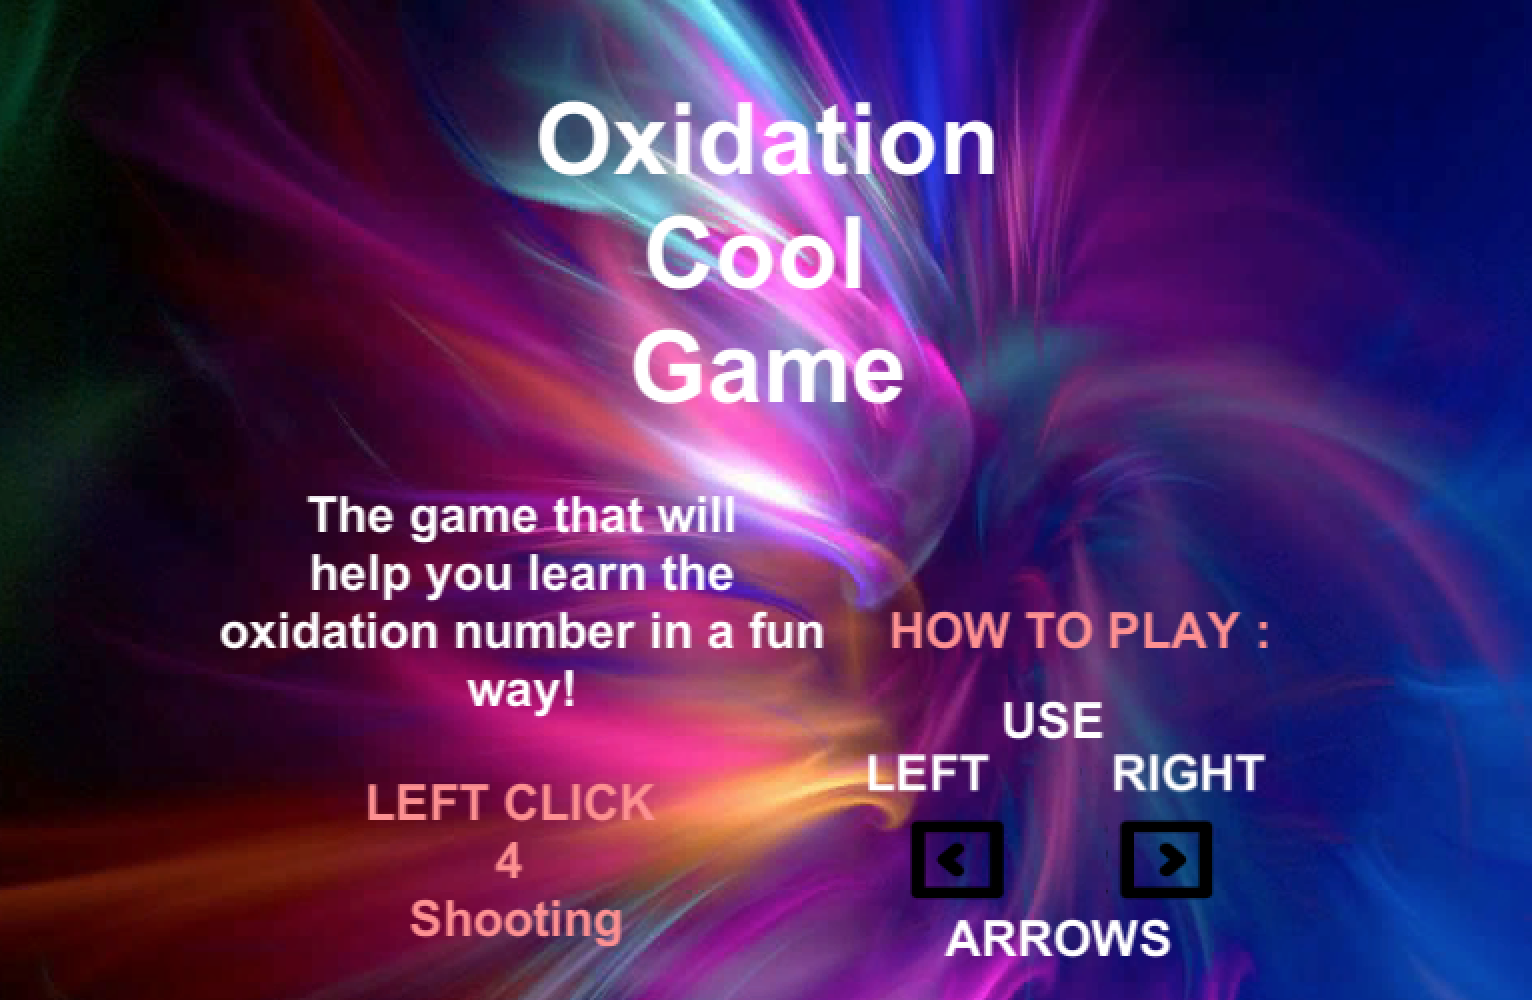 Oxidation
Cool
Game
The game that will
help you learn the
oxidation number in a fun
way!
LEFT CLICK
4
Shooting
HOW TO PLAY :
USE
LEFT RIGHT
< >
ARROWS